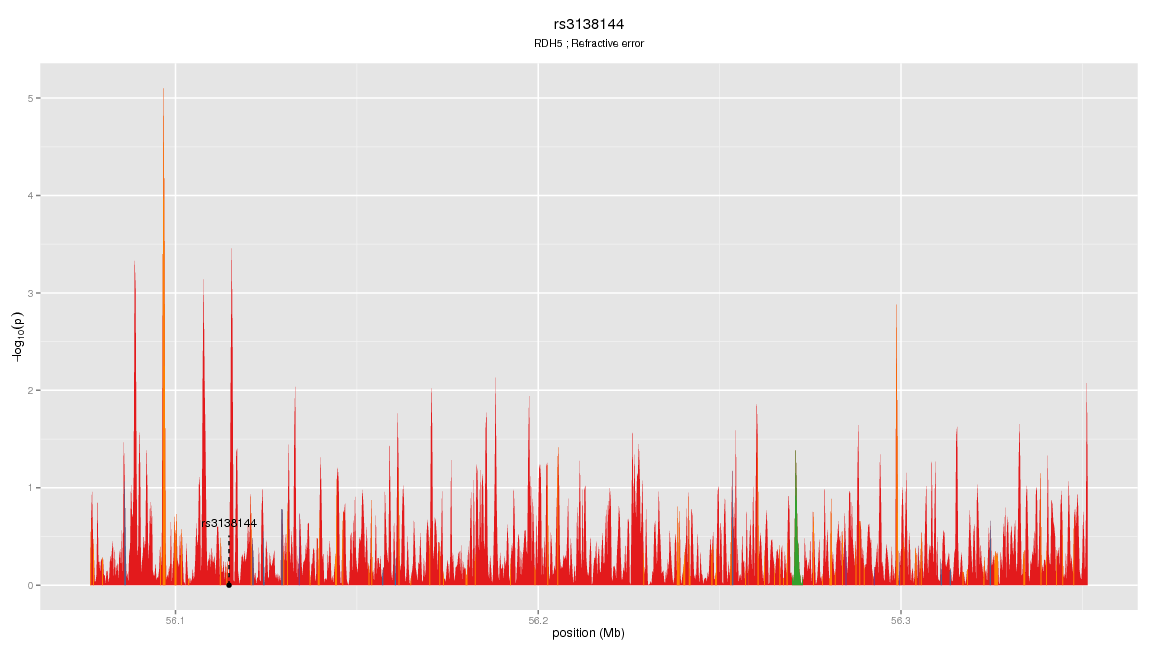 rs3138144
RDH5 ; Refractive error
5
4
3
2
1
0
−log10(p)
rs3138144
56.1
56.2
56.3
position (Mb)